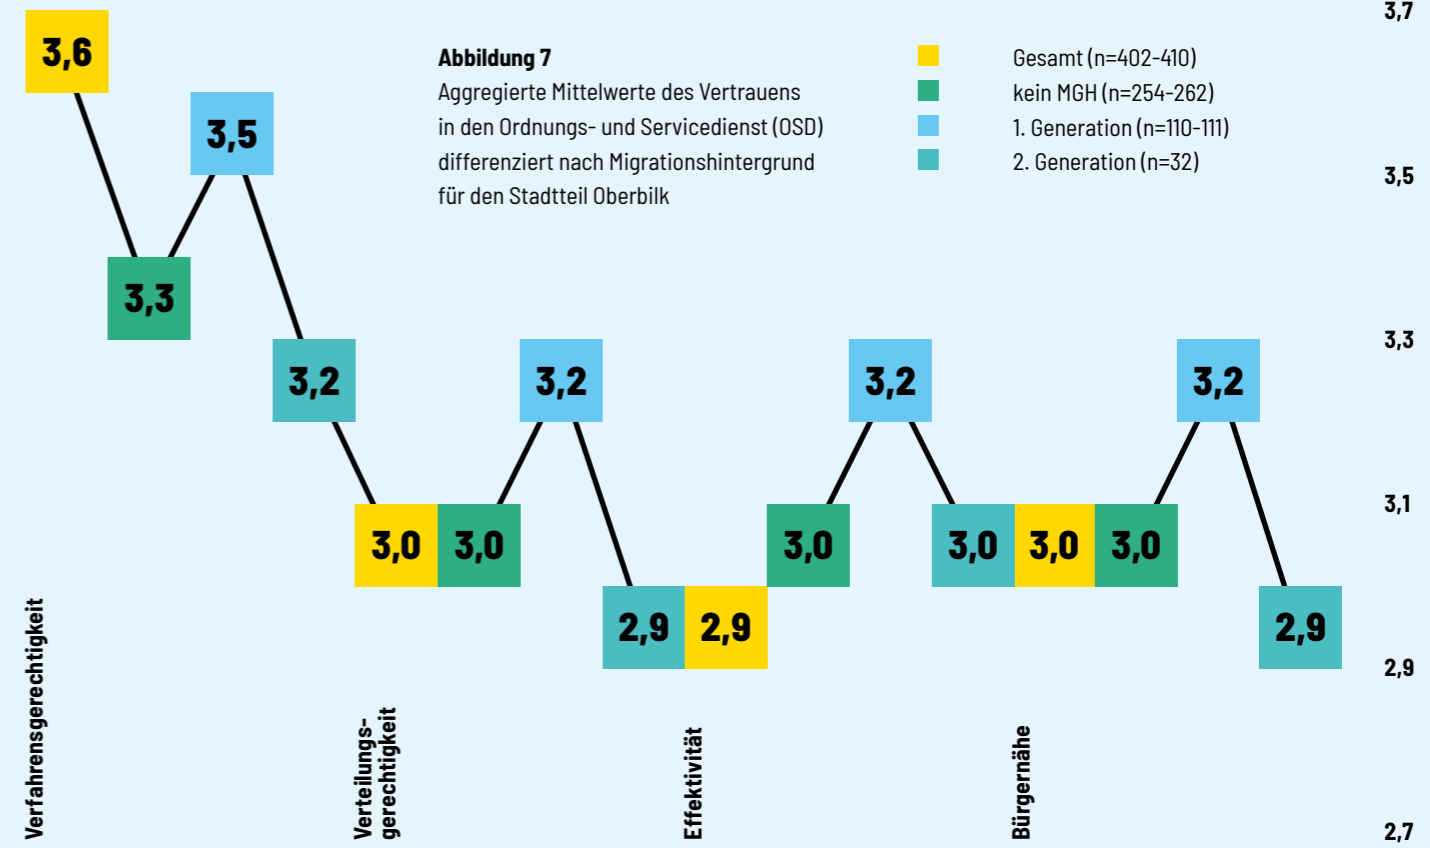 Abbildung 7
Aggregierte Mittelwerte des Vertrauens
in den Ordnungs- und Servicedienst (OSD)
differenziert nach Migrationshintergrund
für den Stadtteil Oberbilk
Gesamt (n=402-410)
kein MGH (n=254-262)
1. Generation (n=110-111)
2. Generation (n=32)
3,6
3,3
3,5
3,2
3,0
3,0
3,2
2,9
2,9
3,0
3,2
3,0
3,0
3,0
3,2
2,9
Verfahrensgerechtigkeit
Verteilungs-
gerechtigkeit
Effektivität
Bürgernähe
3,7
3,5
3,3
3,1
2,9
2,7